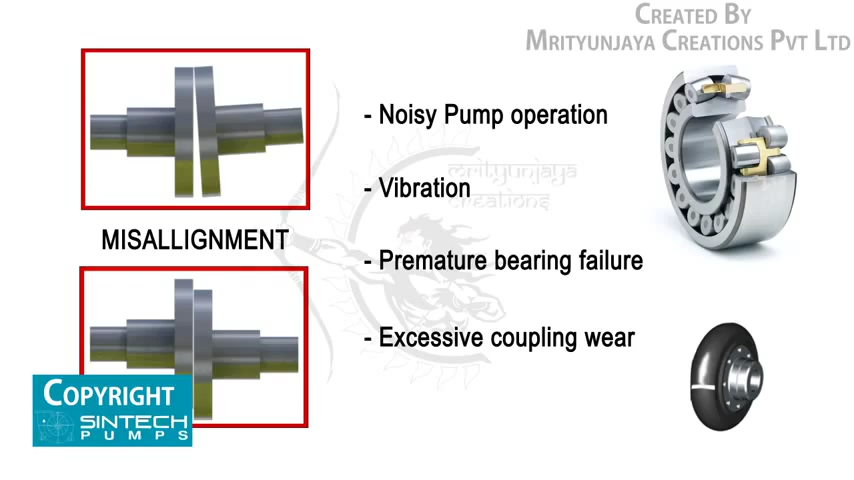 CREATED BY
MRITYUNJAYA CREATIONS PVT LTD
- Noisy Pump operation
mrityunjaya
creations
- Vibration
MISALLIGNMENT
- Premature bearing failure
- Excessive coupling wear
COPYRIGHT
SINTECH
PUMPS